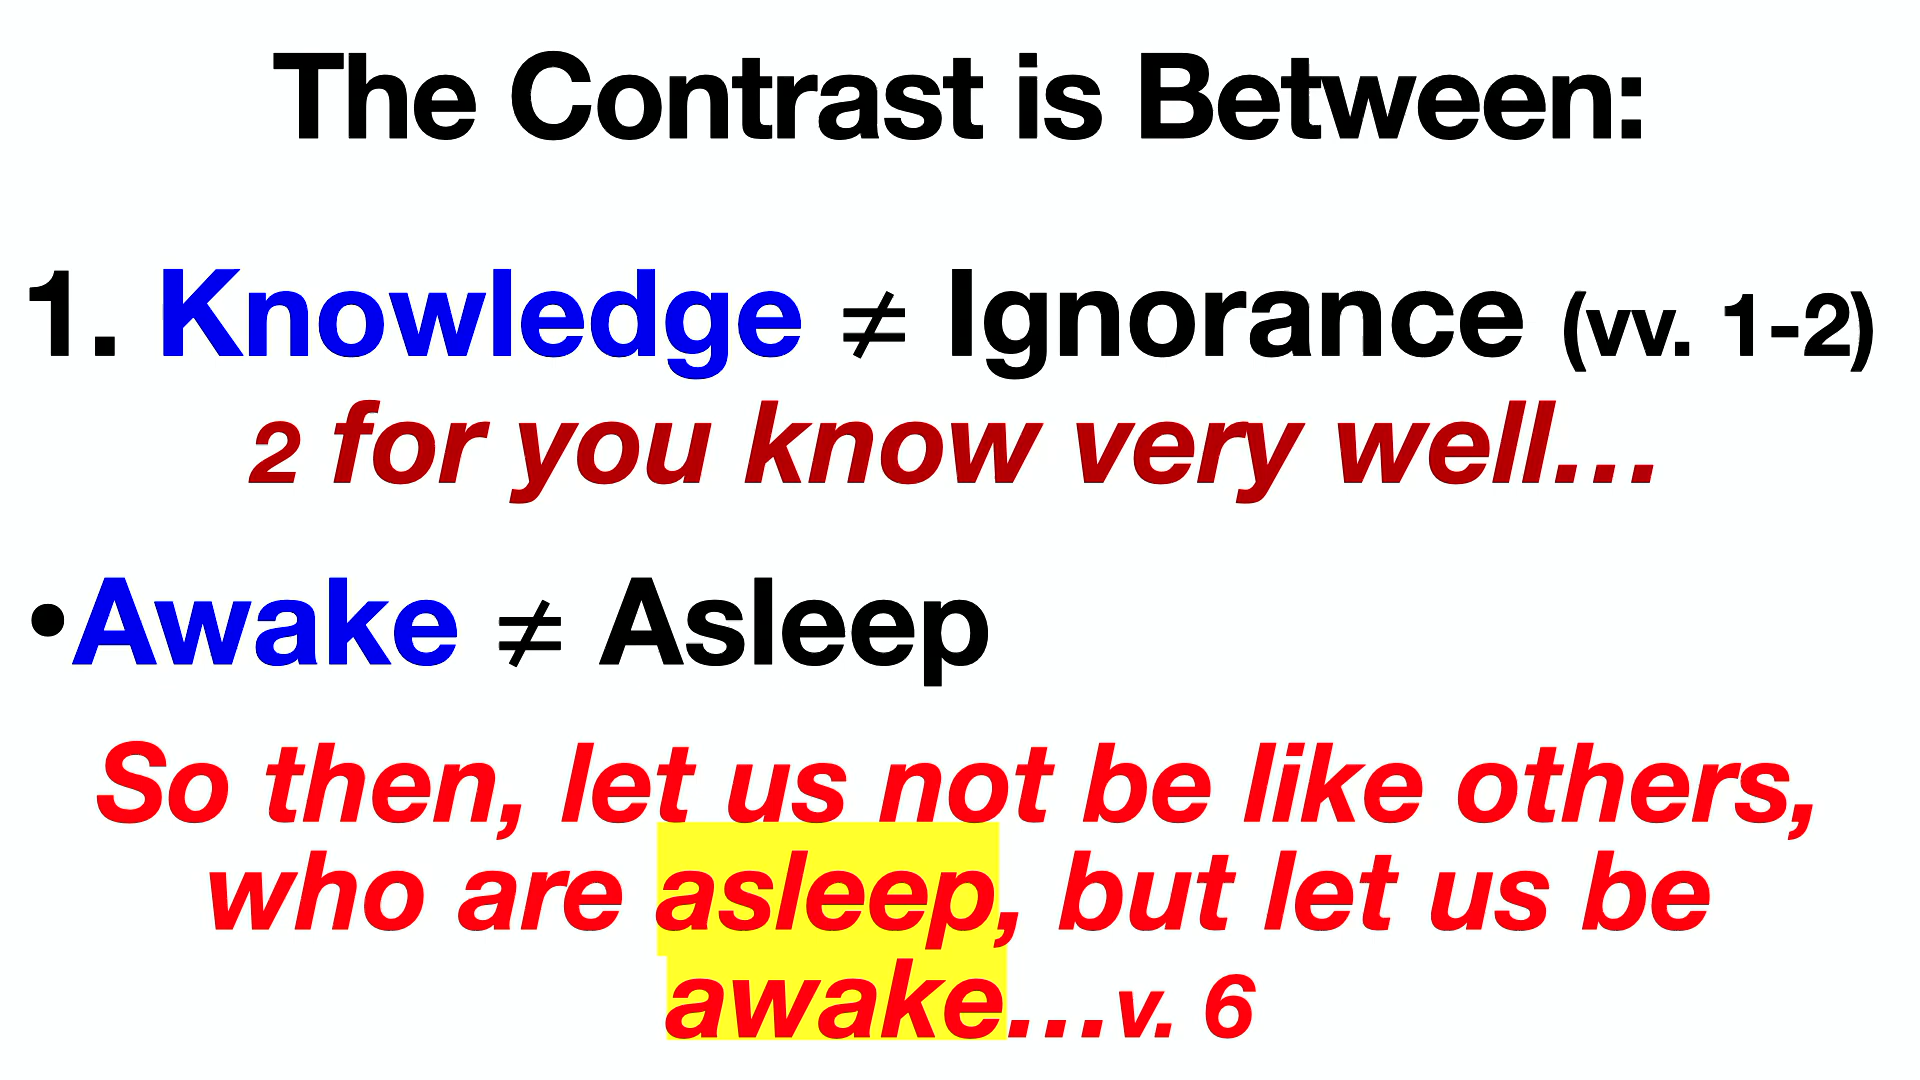 The Contrast is Between:
1. Knowledge ≠ Ignorance (vv. 1-2)
2 for you know very well…
•Awake ≠ Asleep
So then, let us not be like others,
who are asleep, but let us be
awake…v. 6